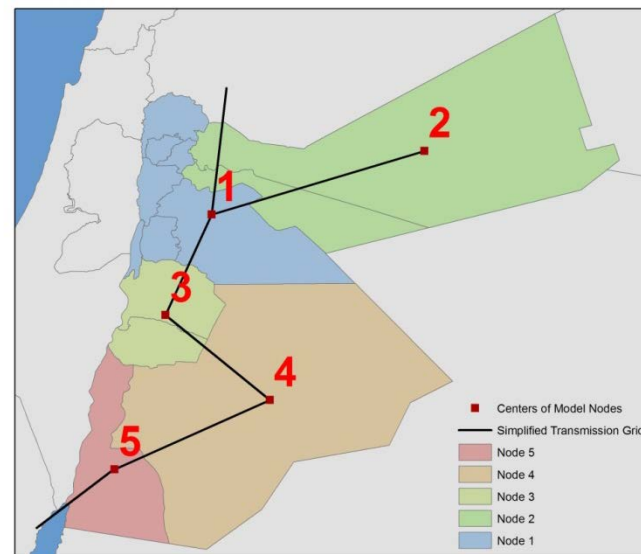 2
1
3
4
5
Centers of Model Nodes
Simplified Transmission Grid
Node 5
Node 4
Node 3
Node 2
Node 1